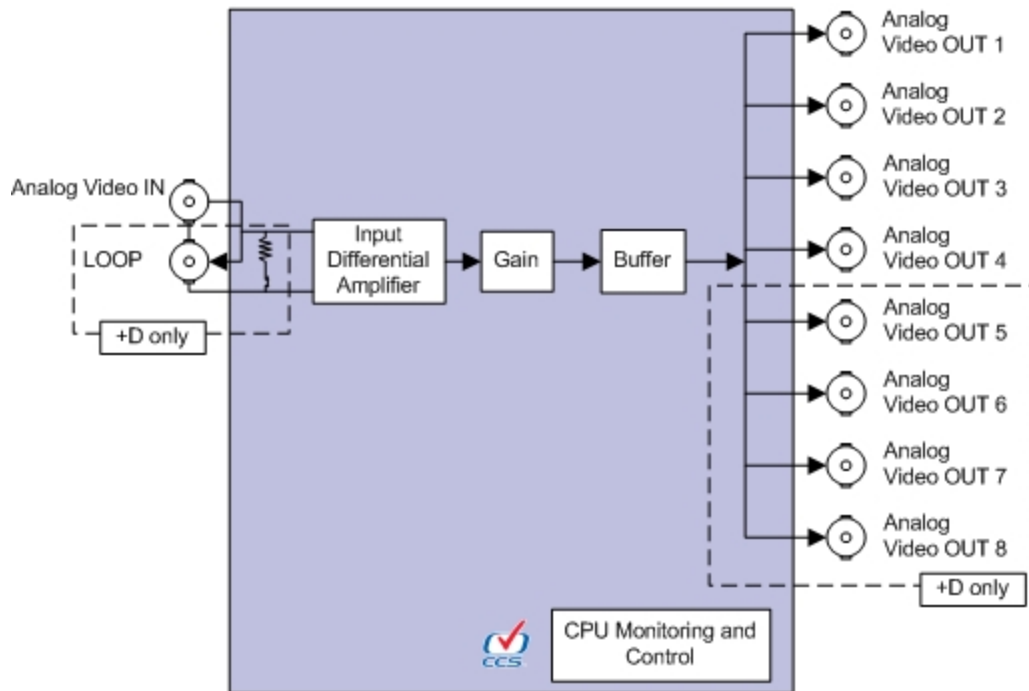 Analog
Video OUT 1
Analog
Video OUT 2
Analog Video IN
Analog
Video OUT 3
LOOP
Input
Differential
Amplifier
Gain
Buffer
Analog
Video OUT 4
+D only
Analog
Video OUT 5
Analog
Video OUT 6
Analog
Video OUT 7
Analog
Video OUT 8
+D only
CCS
CPU Monitoring and
Control